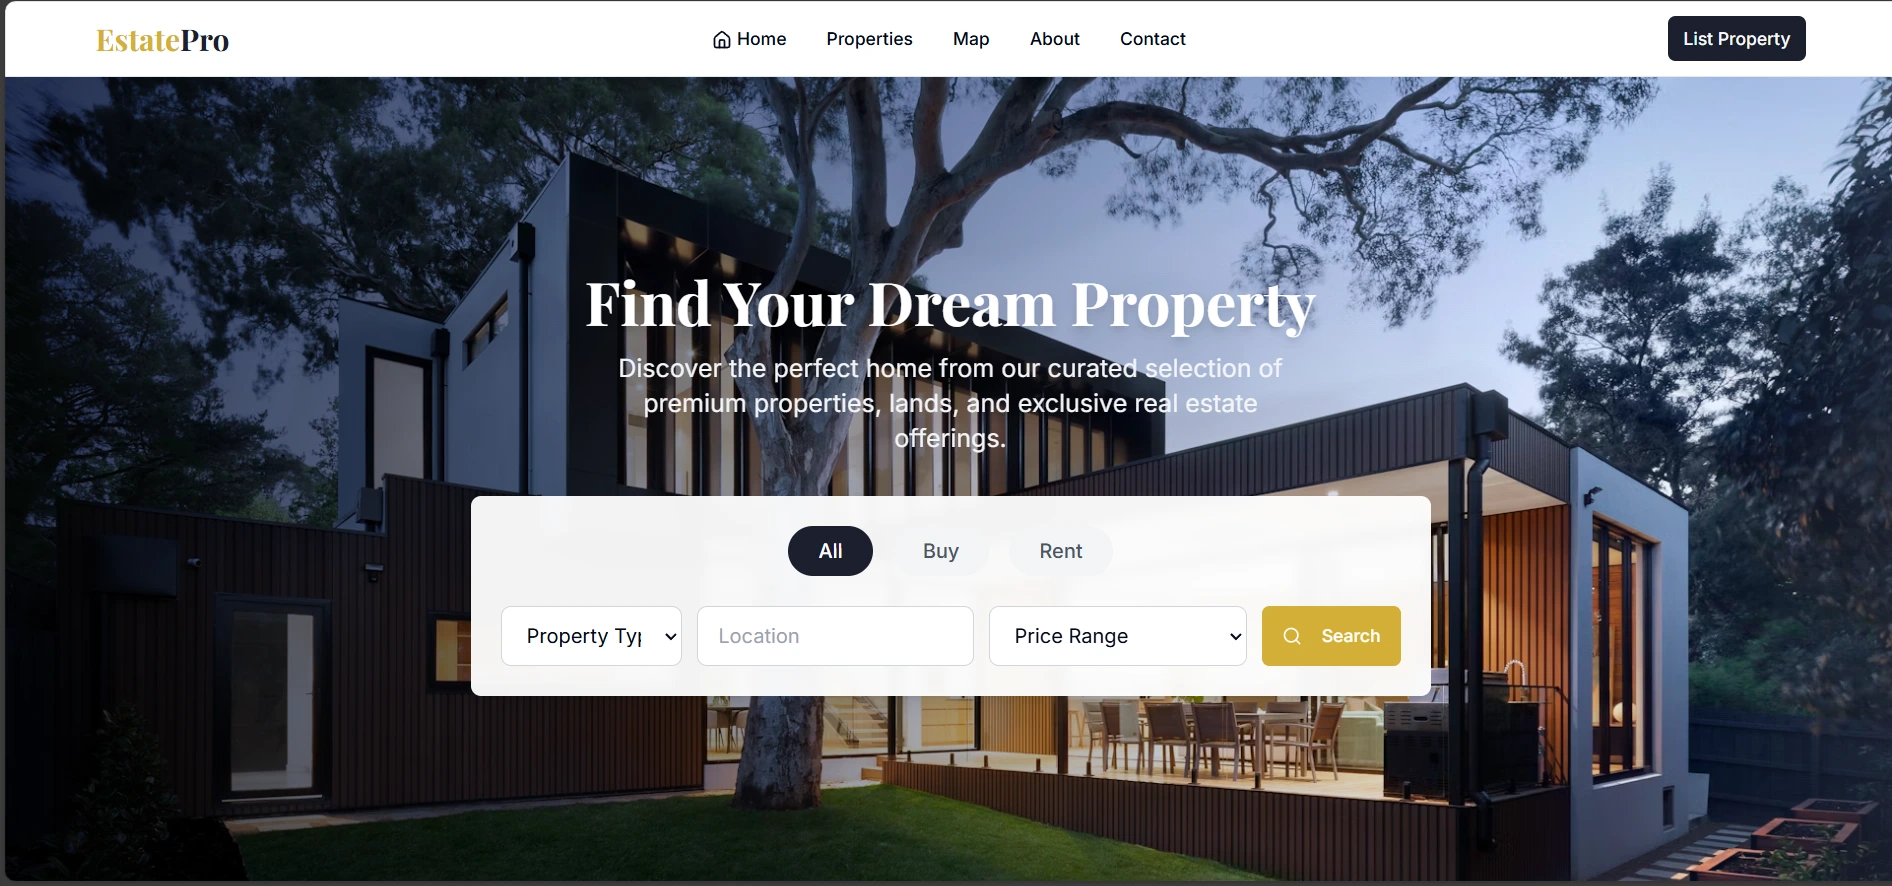 EstatePro
Home
Properties
Map
About
Contact
List Property
Find Your Dream Property
Discover the perfect home from our curated selection of
premium properties, lands, and exclusive real estate
offerings.
All
Buy
Rent
Property Typ
Location
Price Range
Search